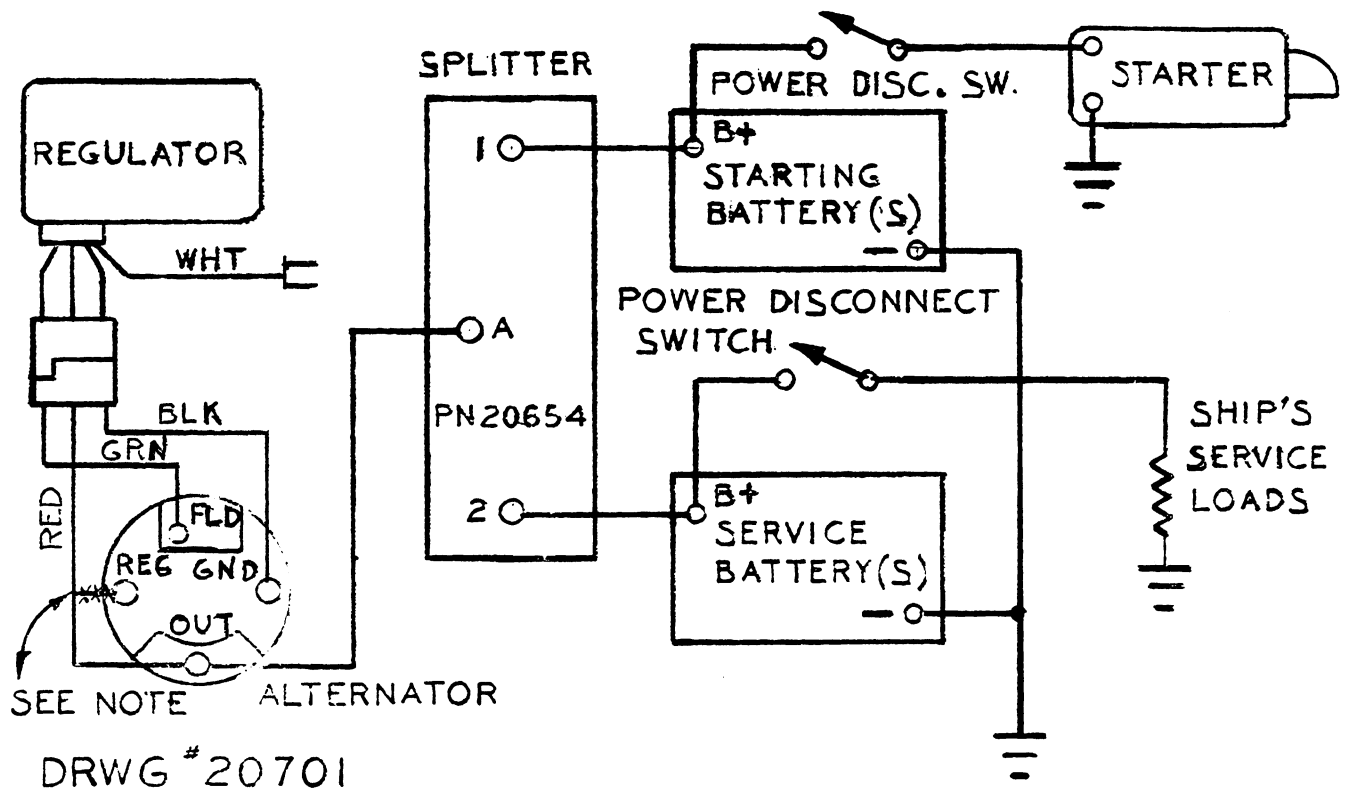 SPLITTER
POWER DISC. SW.
STARTER
REGULATOR
1
B+
STARTING
BATTERY(S)
−
WHT
POWER DISCONNECT
SWITCH
A
PN20654
BLK
GRN
RED
SHIP'S
SERVICE
LOADS
2
B+
SERVICE
BATTERY(S)
−
FLD
REG GND
OUT
SEE NOTE
ALTERNATOR
DRWG #20701